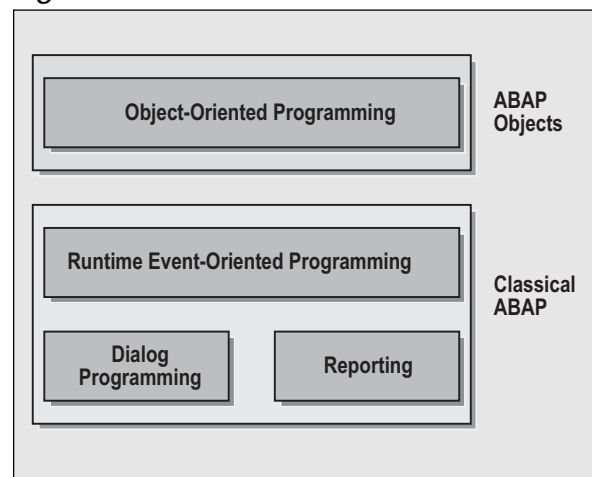 Object-Oriented Programming
ABAP
Objects
Runtime Event-Oriented Programming
Classical
ABAP
Dialog
Programming
Reporting